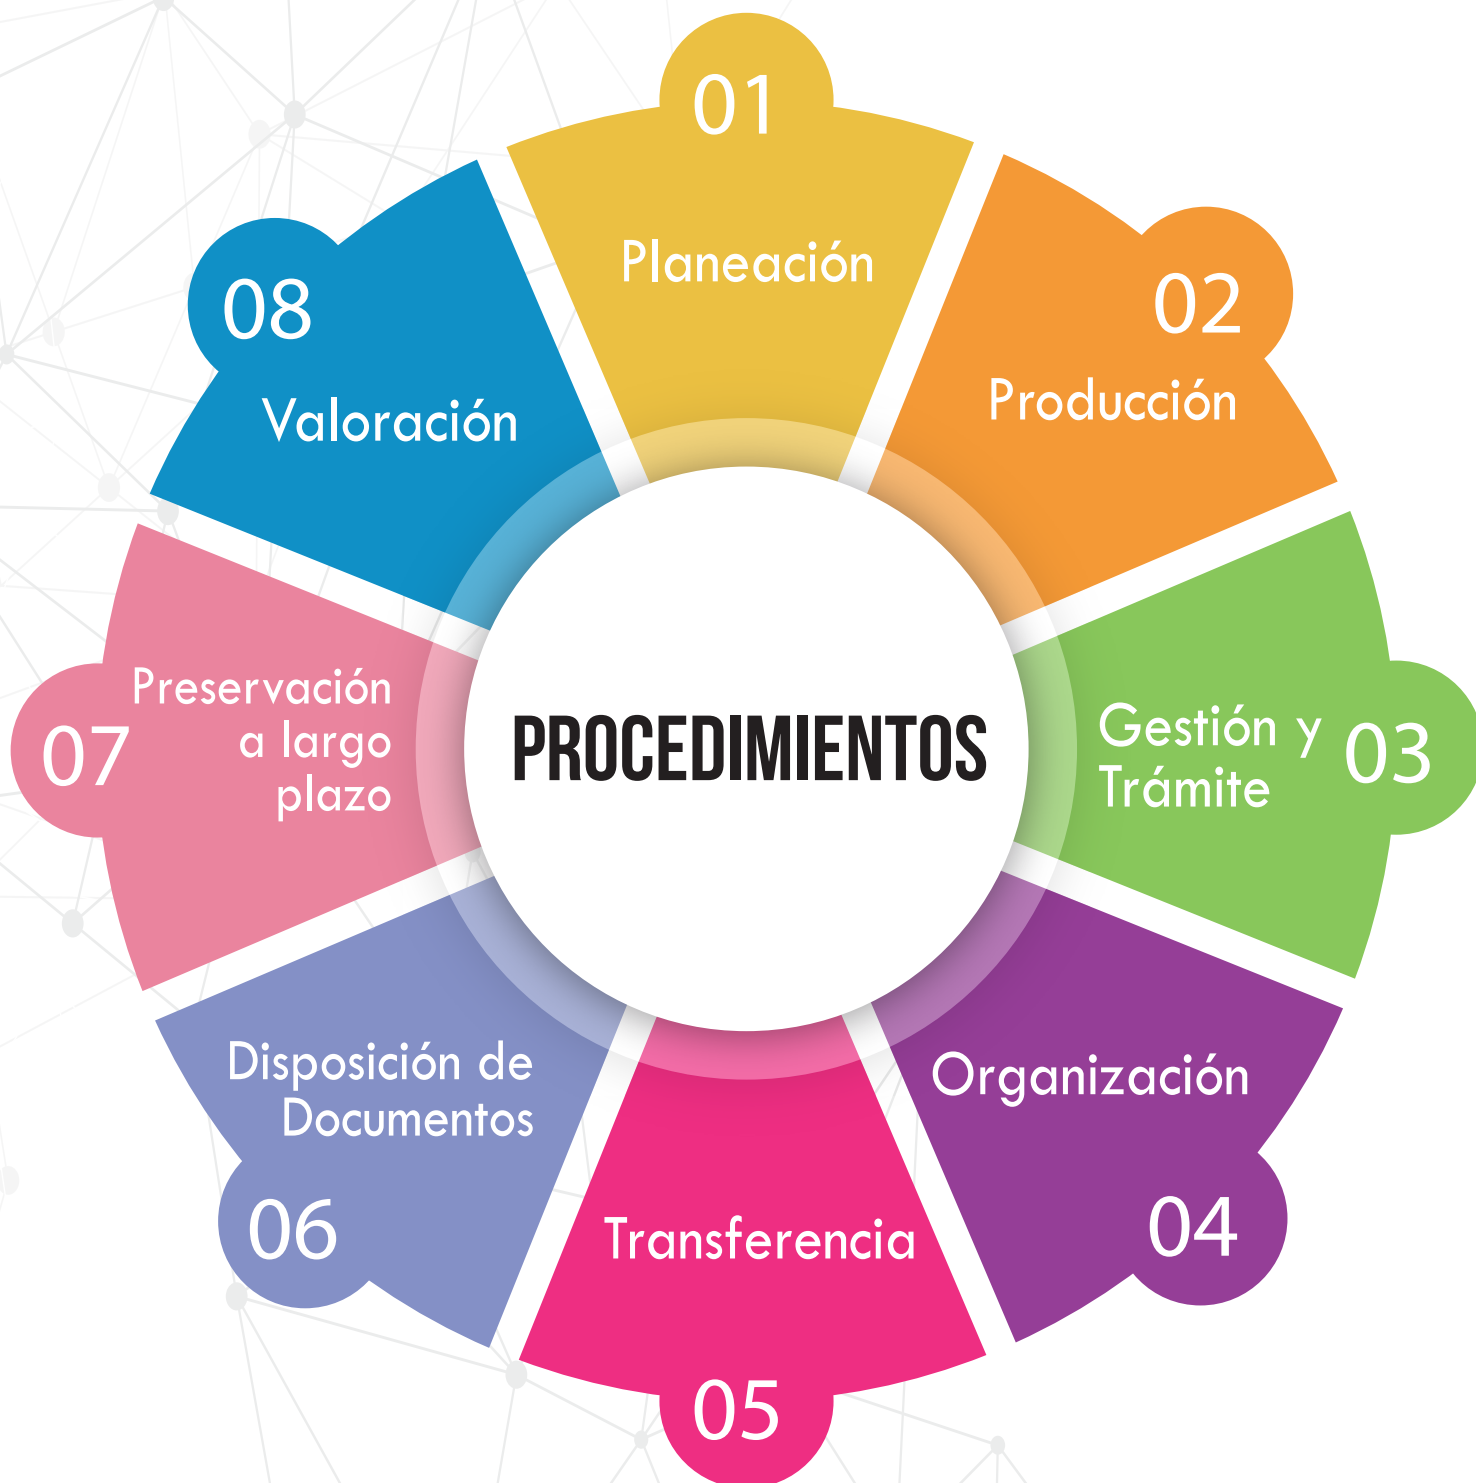 PROCEDIMIENTOS
01
Planeación
02
Producción
03
Gestión y
Trámite
04
Organización
05
Transferencia
06
Disposición de
Documentos
07
Preservación
a largo
plazo
08
Valoración